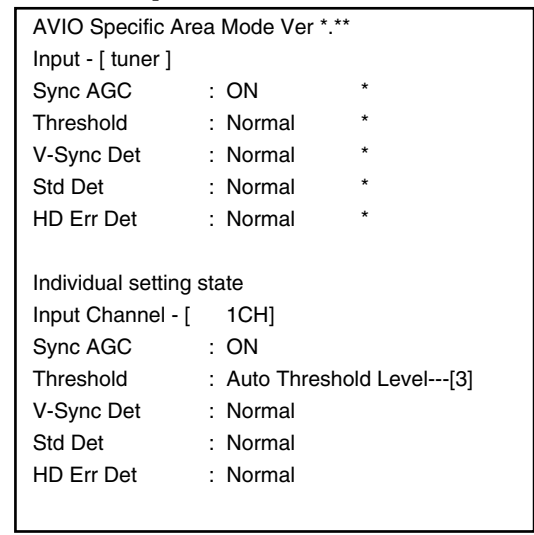 AVIO Specific Area Mode Ver *.**
Input - [ tuner ]
Sync AGC : ON *
Threshold : Normal *
V-Sync Det : Normal *
Std Det : Normal *
HD Err Det : Normal *
Individual setting state
Input Channel - [ 1CH]
Sync AGC : ON
Threshold : Auto Threshold Level---[3]
V-Sync Det : Normal
Std Det : Normal
HD Err Det : Normal